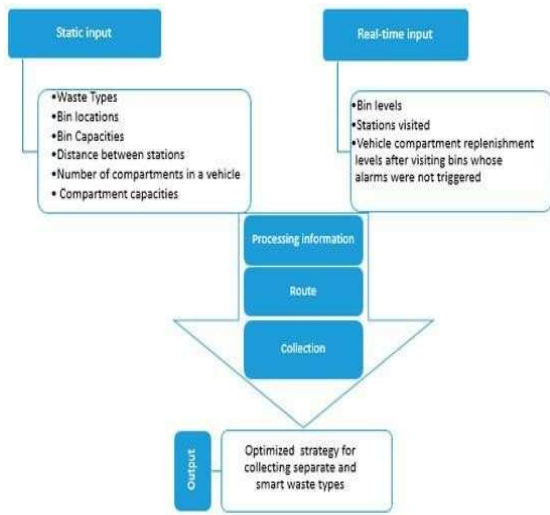 Static input
•Waste Types
•Bin locations
•Bin Capacities
•Distance between stations
•Number of compartments in a vehicle
• Compartment capacities
Real-time input
•Bin levels
•Stations visited
•Vehicle compartment replenishment
levels after visiting bins whose
alarms were not triggered
Processing information
Route
Collection
Output
Optimized strategy for
collecting separate and
smart waste types